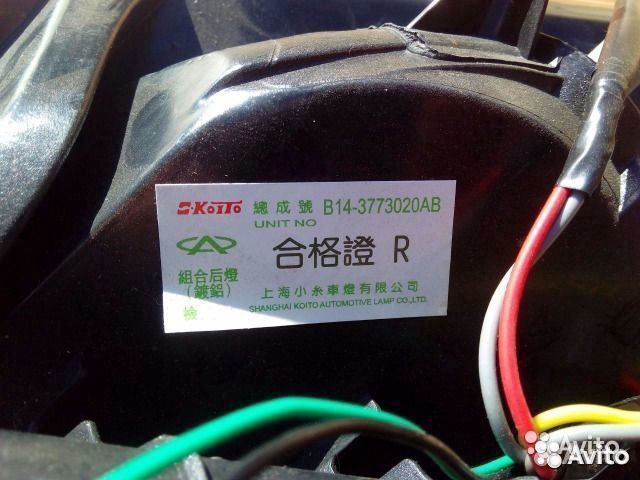 S·KOITO 總成號 B14-3773020AB
UNIT NO
合格證 R
組合后燈
(鍍鋁)
檢
上海小糸車燈有限公司
SHANGHAI KOITO AUTOMOTIVE LAMP CO.,LTD.
Avito
Avito